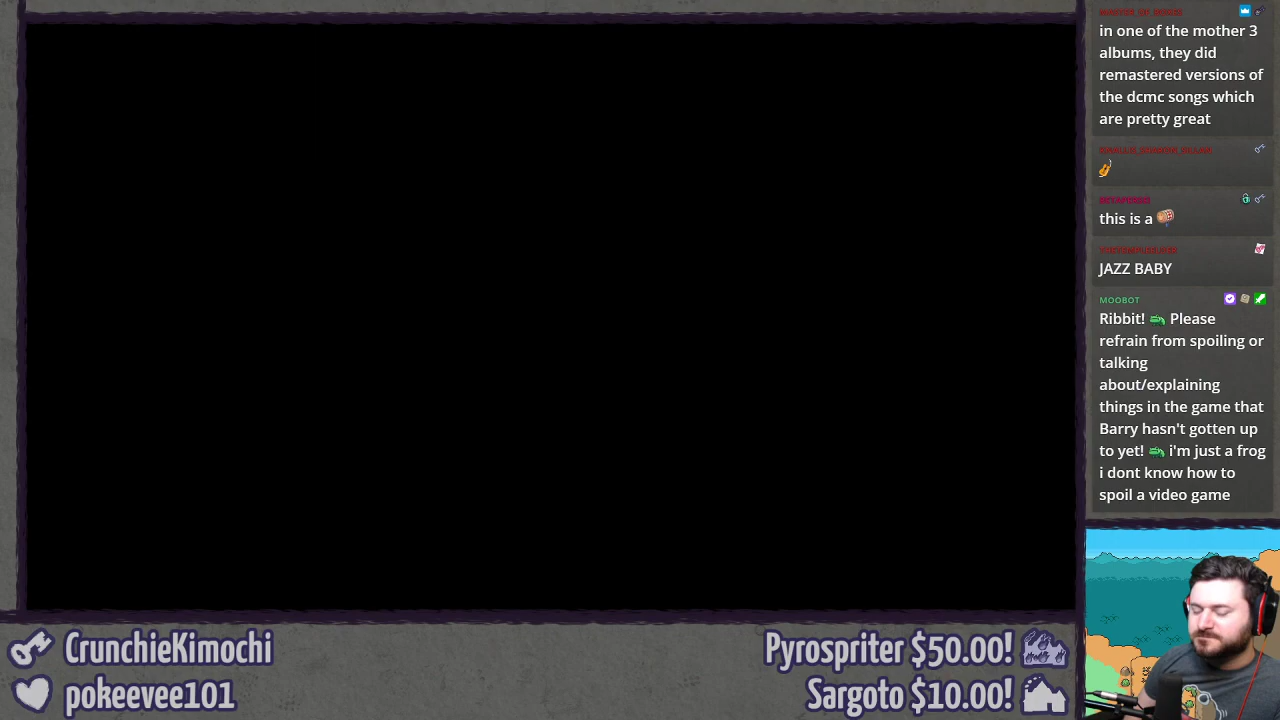 in one of the mother 3
albums, they did
remastered versions of
the dcmc songs which
are pretty great
this is a
JAZZ BABY
MOOBOT
Ribbit! Please
refrain from spoiling or
talking
about/explaining
things in the game that
Barry hasn't gotten up
to yet! i'm just a frog
i dont know how to
spoil a video game
CrunchieKimochi
pokeevee101
Pyrospriter $50.00!
Sargoto $10.00!